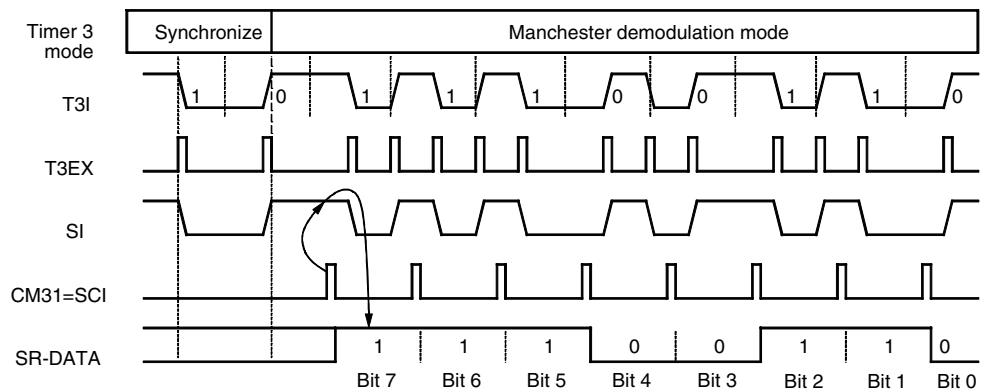 Timer 3 mode
Synchronize
Manchester demodulation mode
T3I
1 0 1 1 1 0 0 1 1 0
T3EX
SI
CM31=SCI
SR-DATA
1 1 1 0 0 1 1 0
Bit 7 Bit 6 Bit 5 Bit 4 Bit 3 Bit 2 Bit 1 Bit 0